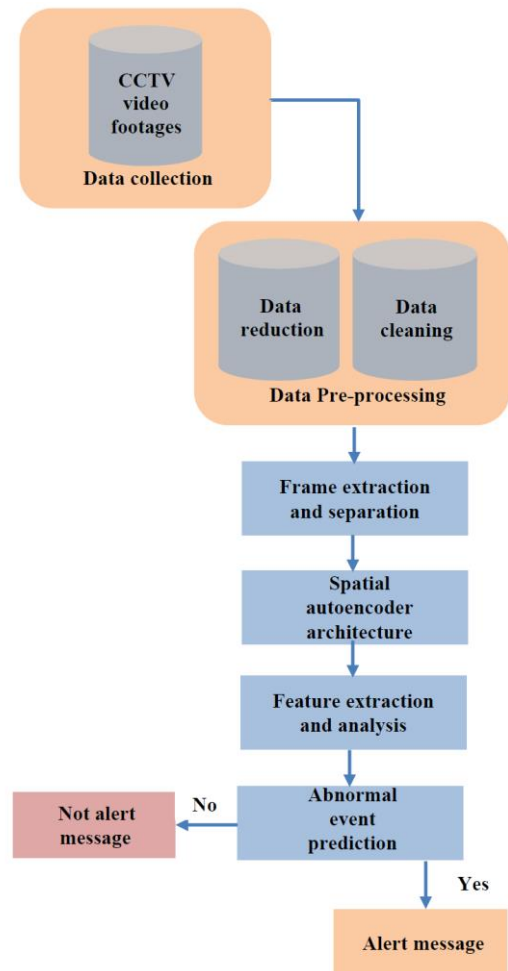 CCTV
video
footages
Data collection
Data
reduction
Data
cleaning
Data Pre-processing
Frame extraction
and separation
Spatial
autoencoder
architecture
Feature extraction
and analysis
Abnormal
event
prediction
No
Not alert
message
Yes
Alert message